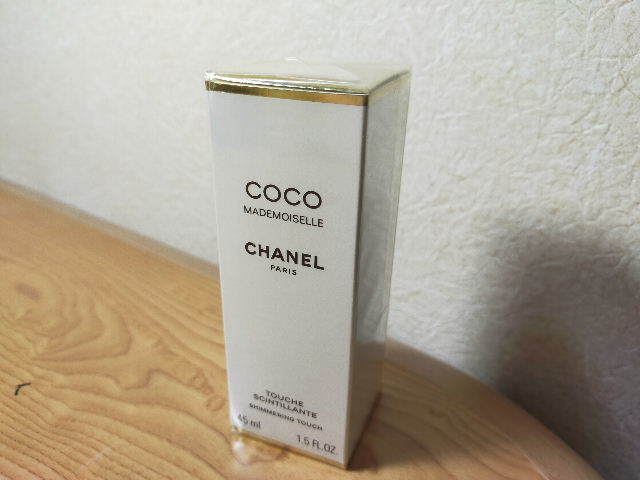 COCO
MADEMOISELLE
CHANEL
PARIS
TOUCHE
SCINTILLANTE
SHIMMERING TOUCH
45 ml
1.5 FL.OZ.